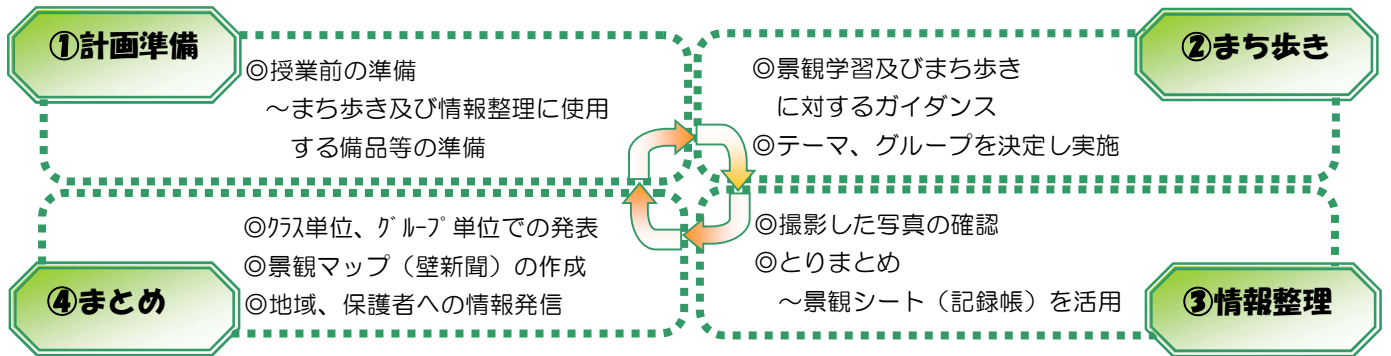 ①計画準備
◎授業前の準備
～まち歩き及び情報整理に使用
する備品等の準備
②まち歩き
◎景観学習及びまち歩き
に対するガイダンス
◎テーマ、グループを決定し実施
③情報整理
◎撮影した写真の確認
◎とりまとめ
～景観シート（記録帳）を活用
④まとめ
◎ｸﾗｽ単位、ｸﾞﾙｰﾌﾟ単位での発表
◎景観マップ（壁新聞）の作成
◎地域、保護者への情報発信